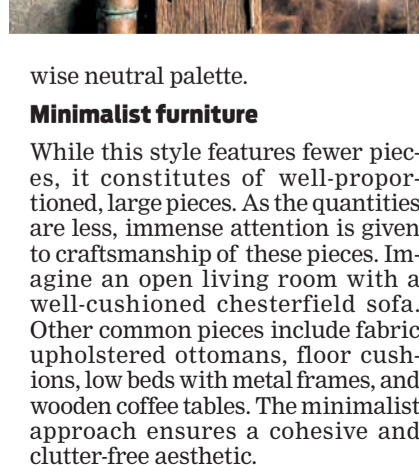 wise neutral palette.
Minimalist furniture
While this style features fewer piec-
es, it constitutes of well-propor-
tioned, large pieces. As the quantities
are less, immense attention is given
to craftsmanship of these pieces. Im-
agine an open living room with a
well-cushioned chesterfield sofa.
Other common pieces include fabric
upholstered ottomans, floor cush-
ions, low beds with metal frames, and
wooden coffee tables. The minimalist
approach ensures a cohesive and
clutter-free aesthetic.